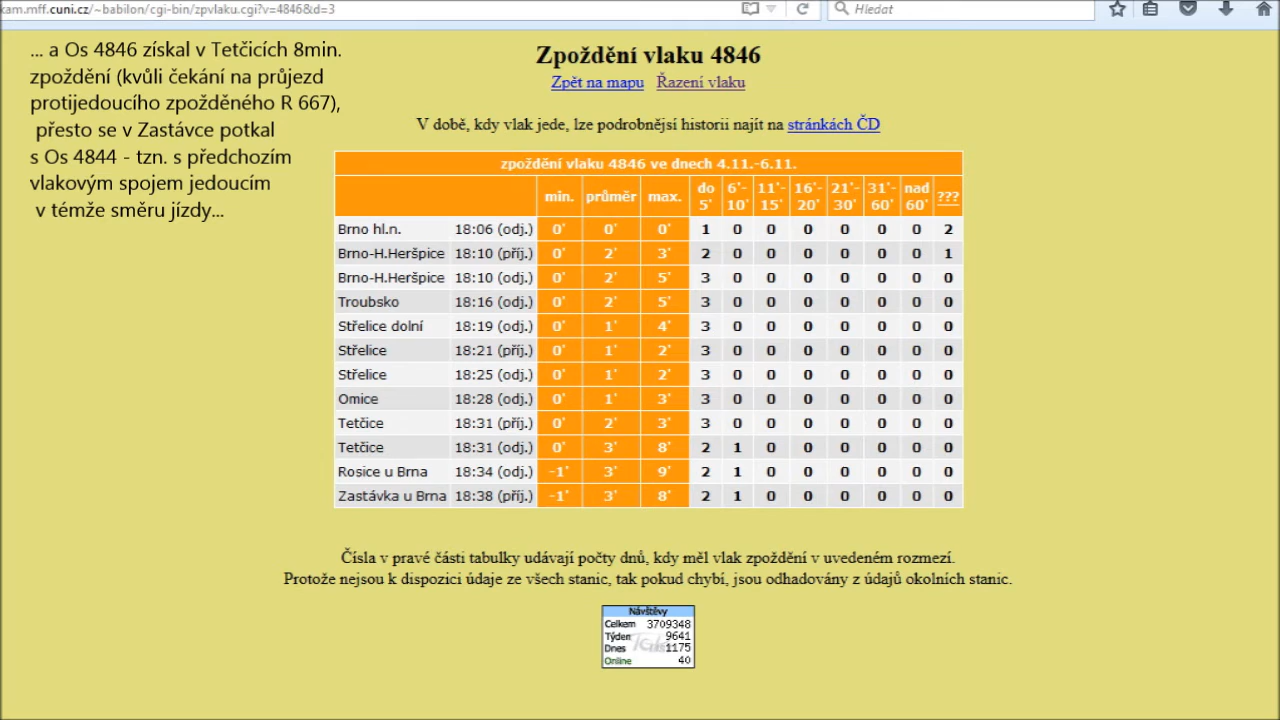 kam.mff.cuni.cz/~babilon/cgi-bin/zpvlaku.cgi?v=4846&d=3
Hledat
... a Os 4846 získal v Tetčicích 8min.
zpoždění (kvůli čekání na průjezd
protijedoucího zpožděného R 667),
přesto se v Zastávce potkal
s Os 4844 - tzn. s předchozím
vlakovým spojem jedoucím
v témže směru jízdy...
Zpoždění vlaku 4846
Zpět na mapu Řazení vlaku
V době, kdy vlak jede, lze podrobnějsí historii najít na stránkách ČD
zpoždění vlaku 4846 ve dnech 4.11.-6.11.
min. průměr max. do 5' 6'-10' 11'-15' 16'-20' 21'-30' 31'-60' nad 60' ???
Brno hl.n. 18:06 (odj.) 0' 0' 0' 1 0 0 0 0 0 0 2
Brno-H.Heršpice 18:10 (příj.) 0' 2' 3' 2 0 0 0 0 0 0 1
Brno-H.Heršpice 18:10 (odj.) 0' 2' 5' 3 0 0 0 0 0 0 0
Troubsko 18:16 (odj.) 0' 2' 5' 3 0 0 0 0 0 0 0
Střelice dolní 18:19 (odj.) 0' 1' 4' 3 0 0 0 0 0 0 0
Střelice 18:21 (příj.) 0' 1' 2' 3 0 0 0 0 0 0 0
Střelice 18:25 (odj.) 0' 1' 2' 3 0 0 0 0 0 0 0
Omice 18:28 (odj.) 0' 1' 3' 3 0 0 0 0 0 0 0
Tetčice 18:31 (příj.) 0' 2' 3' 3 0 0 0 0 0 0 0
Tetčice 18:31 (odj.) 0' 3' 8' 2 1 0 0 0 0 0 0
Rosice u Brna 18:34 (odj.) -1' 3' 9' 2 1 0 0 0 0 0 0
Zastávka u Brna 18:38 (příj.) -1' 3' 8' 2 1 0 0 0 0 0 0
Čísla v pravé části tabulky udávají počty dnů, kdy měl vlak zpoždění v uvedeném rozmezí.
Protože nejsou k dispozici údaje ze všech stanic, tak pokud chybí, jsou odhadovány z údajů okolních stanic.
Návštěvy
Celkem 3709348
Týden 9641
Dnes 1175
Online 40